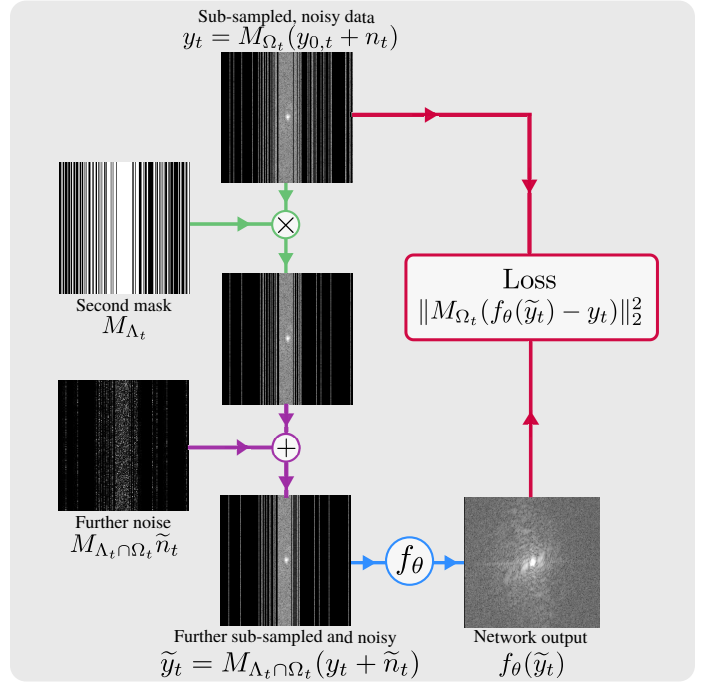 Sub-sampled, noisy data
y_t = M_{Ω_t}(y_{0,t} + n_t)
×
Second mask
M_{Λ_t}
Loss
‖M_{Ω_t}(f_θ(ỹ_t) − y_t)‖_2^2
+
Further noise
M_{Λ_t∩Ω_t}ñ_t
f_θ
Further sub-sampled and noisy
ỹ_t = M_{Λ_t∩Ω_t}(y_t + ñ_t)
Network output
f_θ(ỹ_t)